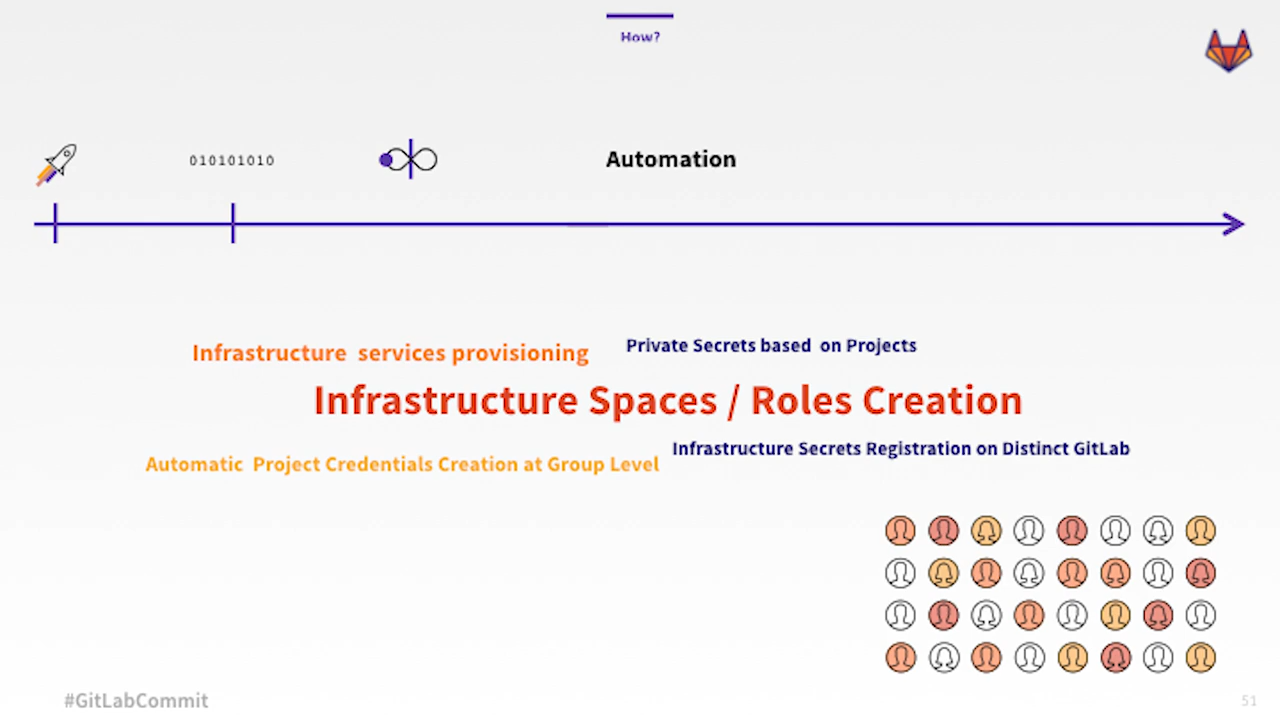 How?
010101010
Automation
Infrastructure services provisioning
Private Secrets based on Projects
Infrastructure Spaces / Roles Creation
Infrastructure Secrets Registration on Distinct GitLab
Automatic Project Credentials Creation at Group Level
#GitLabCommit
51